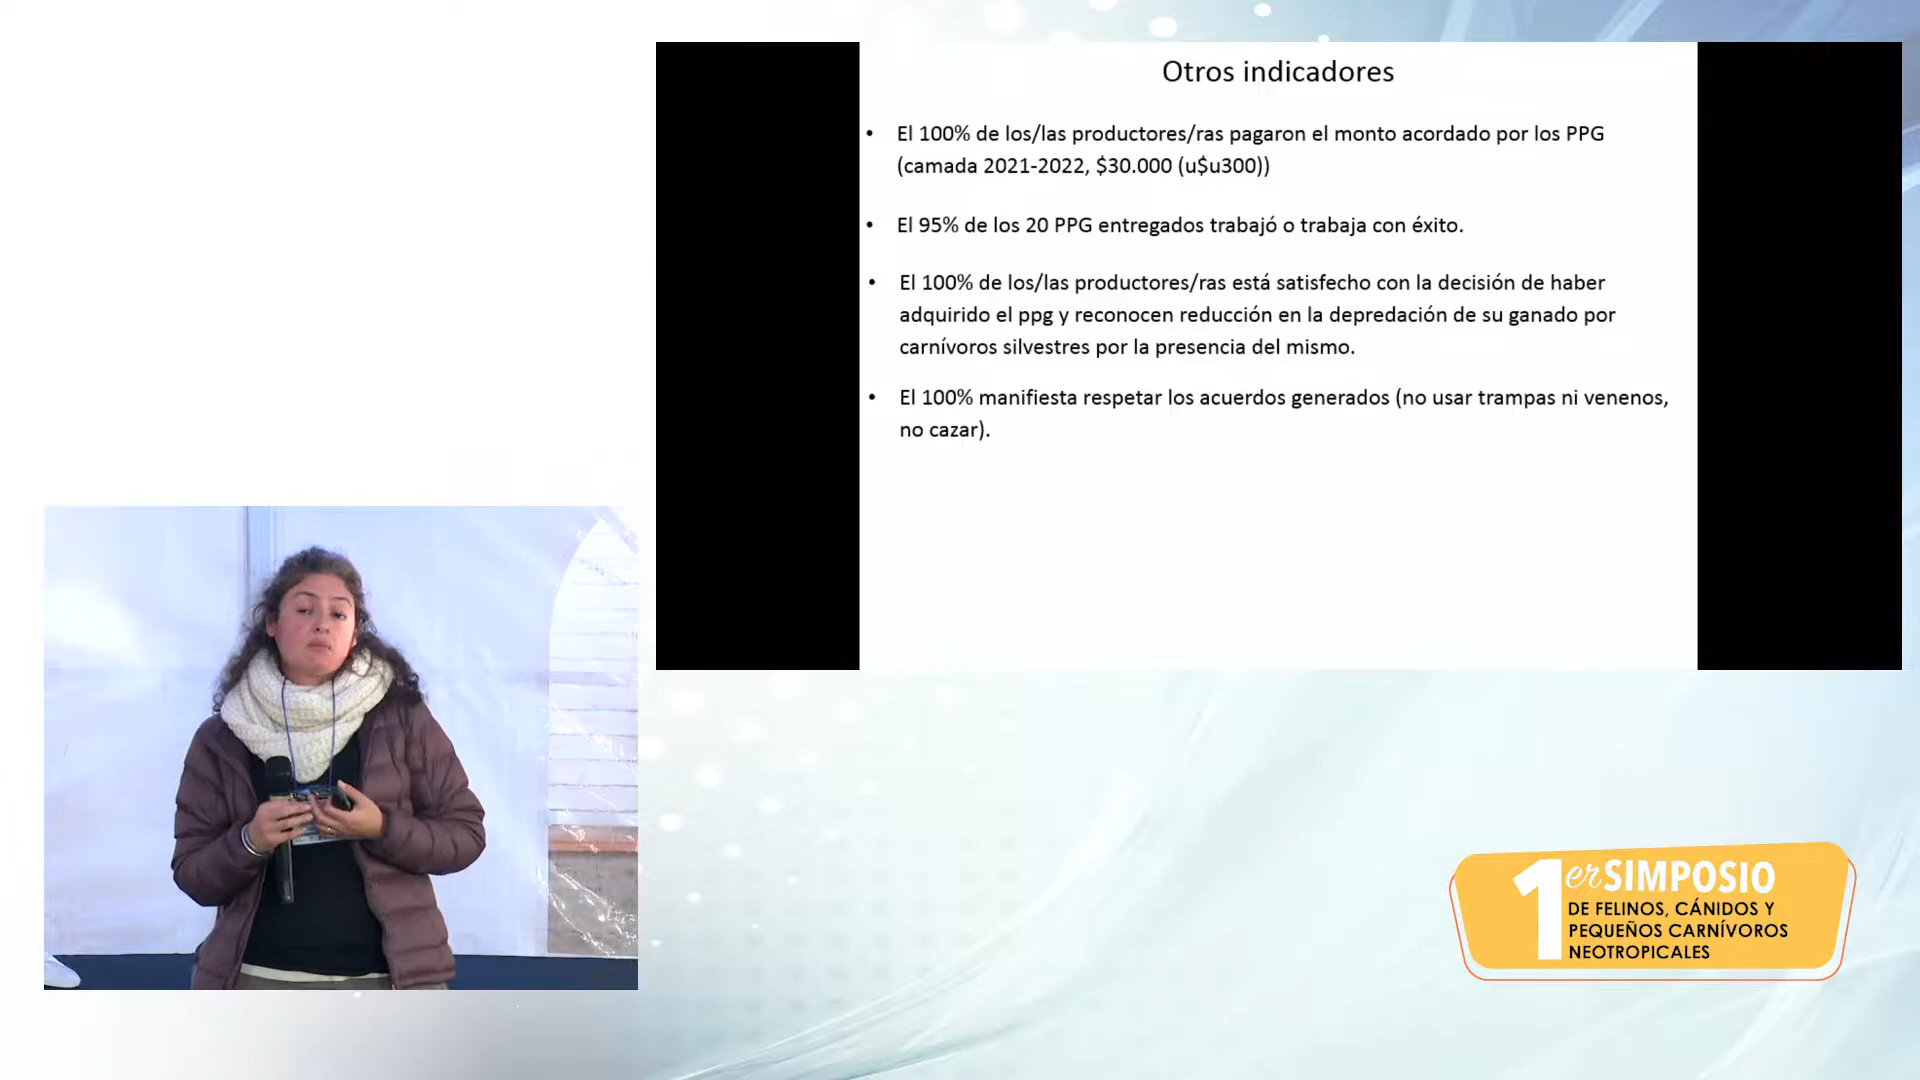 Otros indicadores
• El 100% de los/las productores/ras pagaron el monto acordado por los PPG
(camada 2021-2022, $30.000 (u$u300))
• El 95% de los 20 PPG entregados trabajó o trabaja con éxito.
• El 100% de los/las productores/ras está satisfecho con la decisión de haber
adquirido el ppg y reconocen reducción en la depredación de su ganado por
carnívoros silvestres por la presencia del mismo.
• El 100% manifiesta respetar los acuerdos generados (no usar trampas ni venenos,
no cazar).
1er SIMPOSIO
DE FELINOS, CÁNIDOS Y
PEQUEÑOS CARNÍVOROS
NEOTROPICALES